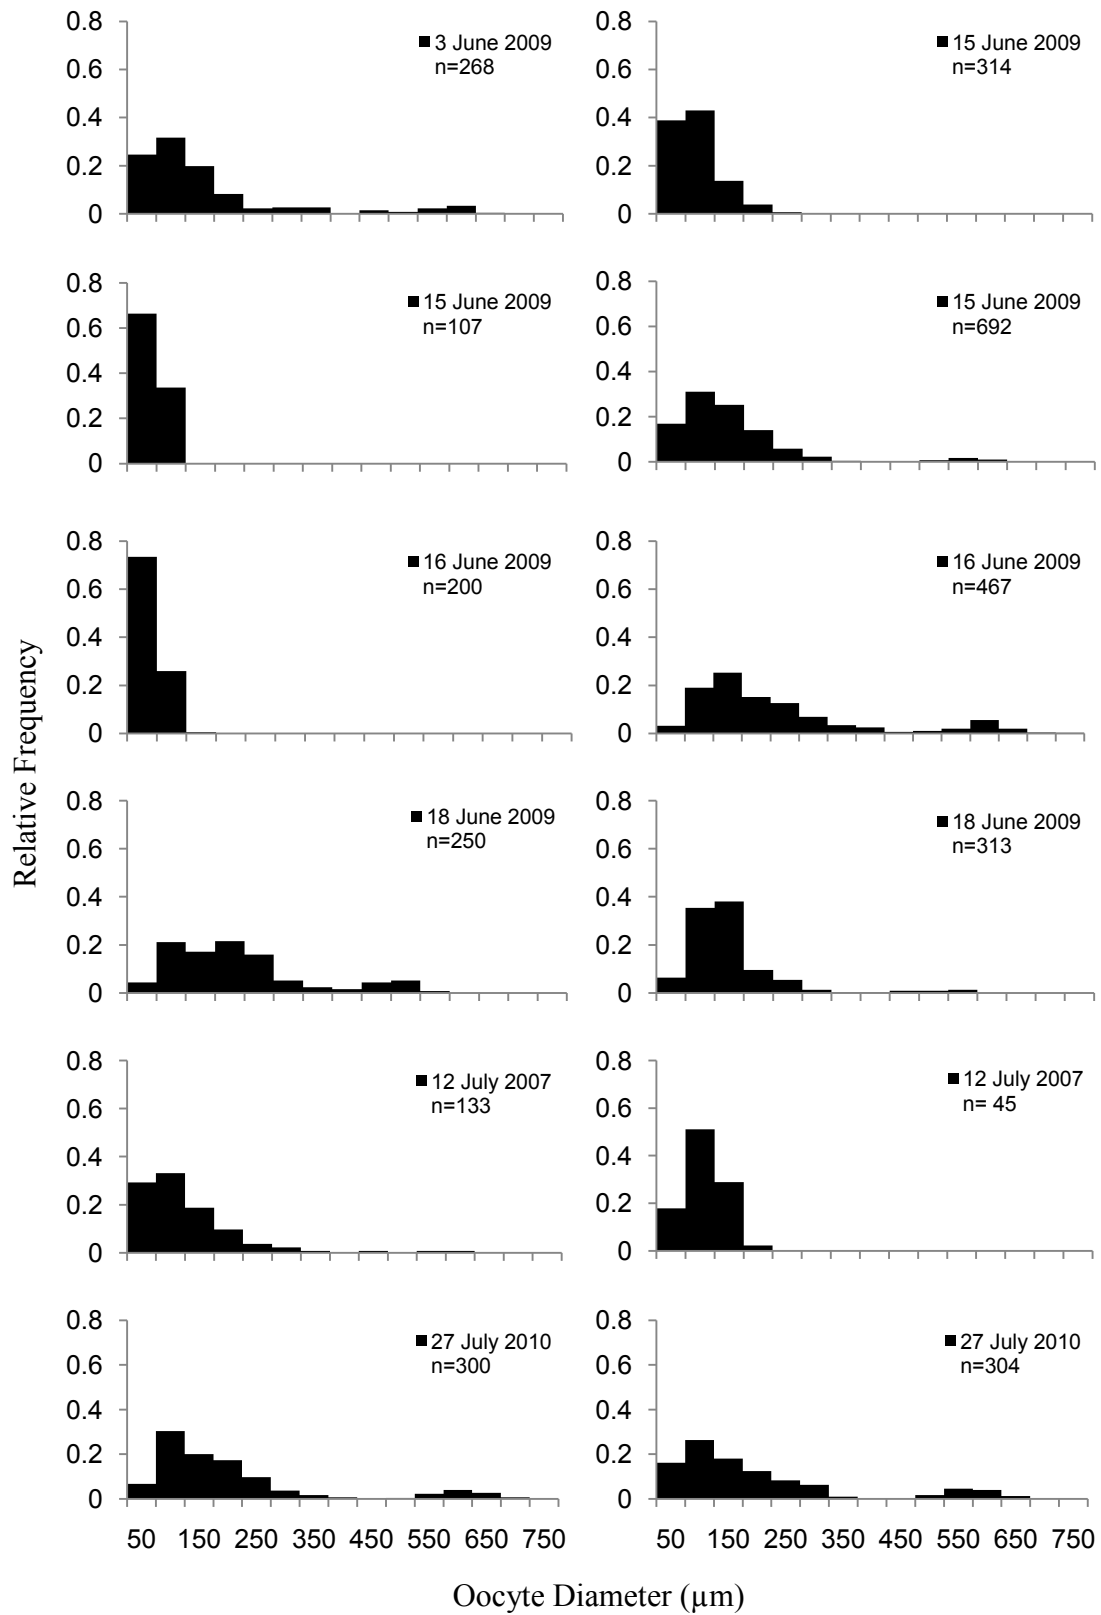 0.8
0.6
0.4
0.2
0
3 June 2009
n=268
0.8
0.6
0.4
0.2
0
15 June 2009
n=314
0.8
0.6
0.4
0.2
0
15 June 2009
n=107
0.8
0.6
0.4
0.2
0
15 June 2009
n=692
0.8
0.6
0.4
0.2
0
16 June 2009
n=200
0.8
0.6
0.4
0.2
0
16 June 2009
n=467
Relative Frequency
0.8
0.6
0.4
0.2
0
18 June 2009
n=250
0.8
0.6
0.4
0.2
0
18 June 2009
n=313
0.8
0.6
0.4
0.2
0
12 July 2007
n=133
0.8
0.6
0.4
0.2
0
12 July 2007
n= 45
0.8
0.6
0.4
0.2
0
27 July 2010
n=300
0.8
0.6
0.4
0.2
0
27 July 2010
n=304
50 150 250 350 450 550 650 750
50 150 250 350 450 550 650 750
Oocyte Diameter (µm)